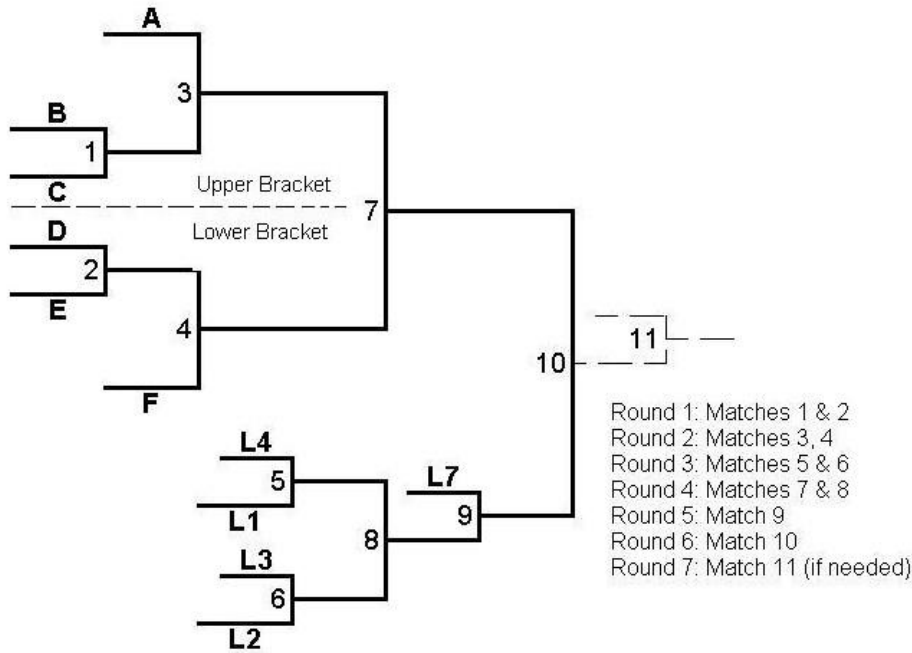 A
3
B
1
C
Upper Bracket
7
Lower Bracket
D
2
E
4
F
11
10
L4
5
L1
L7
9
8
L3
6
L2
Round 1: Matches 1 & 2
Round 2: Matches 3, 4
Round 3: Matches 5 & 6
Round 4: Matches 7 & 8
Round 5: Match 9
Round 6: Match 10
Round 7: Match 11 (if needed)